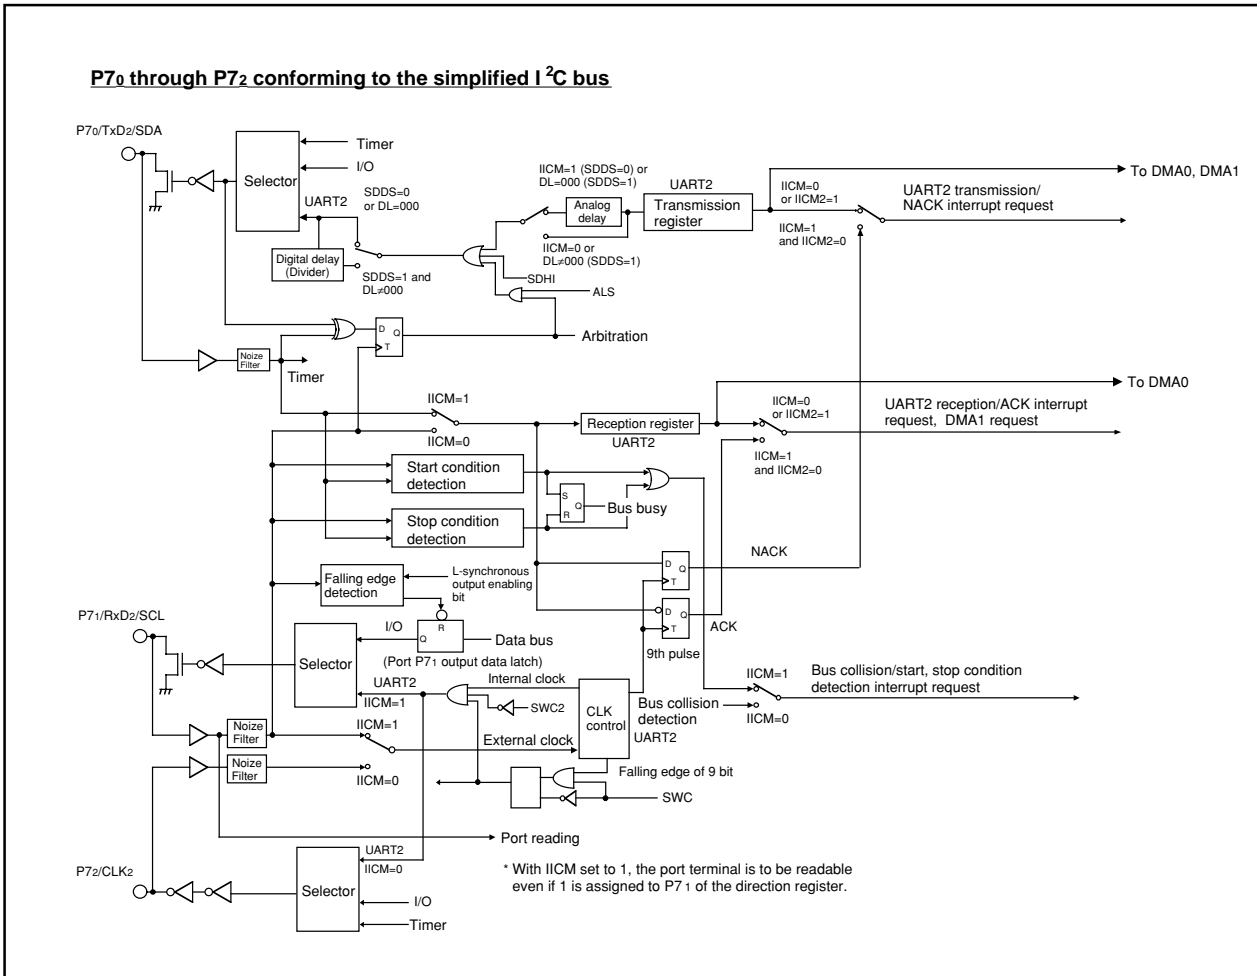 P70 through P72 conforming to the simplified I 2C bus
P70/TxD2/SDA
Timer
I/O
Selector
UART2
SDDS=0
or DL=000
Digital delay
(Divider)
SDDS=1 and
DL≠000
IICM=1 (SDDS=0) or
DL=000 (SDDS=1)
Analog
delay
IICM=0 or
DL≠000 (SDDS=1)
UART2
Transmission
register
SDHI
ALS
To DMA0, DMA1
IICM=0
or IICM2=1
UART2 transmission/
NACK interrupt request
IICM=1
and IICM2=0
D
Q
T
Arbitration
Noize
Filter
Timer
To DMA0
IICM=1
IICM=0
Reception register
UART2
IICM=0
or IICM2=1
UART2 reception/ACK interrupt
request, DMA1 request
IICM=1
and IICM2=0
Start condition
detection
S
Q
R
Bus busy
Stop condition
detection
NACK
D
Q
T
Falling edge
detection
L-synchronous
output enabling
bit
D
Q
T
ACK
9th pulse
P71/RxD2/SCL
I/O
R
Q
Data bus
(Port P71 output data latch)
Selector
UART2
IICM=1
Internal clock
SWC2
CLK
control
UART2
Bus collision
detection
IICM=1
IICM=0
Bus collision/start, stop condition
detection interrupt request
Noize
Filter
IICM=1
External clock
Noize
Filter
IICM=0
Falling edge of 9 bit
SWC
Port reading
P72/CLK2
UART2
IICM=0
Selector
I/O
Timer
* With IICM set to 1, the port terminal is to be readable
even if 1 is assigned to P71 of the direction register.